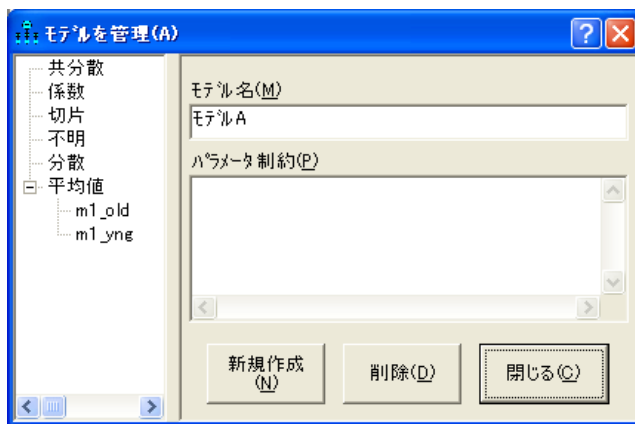 ﾓﾃﾞﾙを管理(A)
共分散
係数
切片
不明
分散
平均値
m1_old
m1_yng
ﾓﾃﾞﾙ名(M)
ﾓﾃﾞﾙA
ﾊﾟﾗﾒｰﾀ制約(P)
新規作成
(N)
削除(D)
閉じる(C)